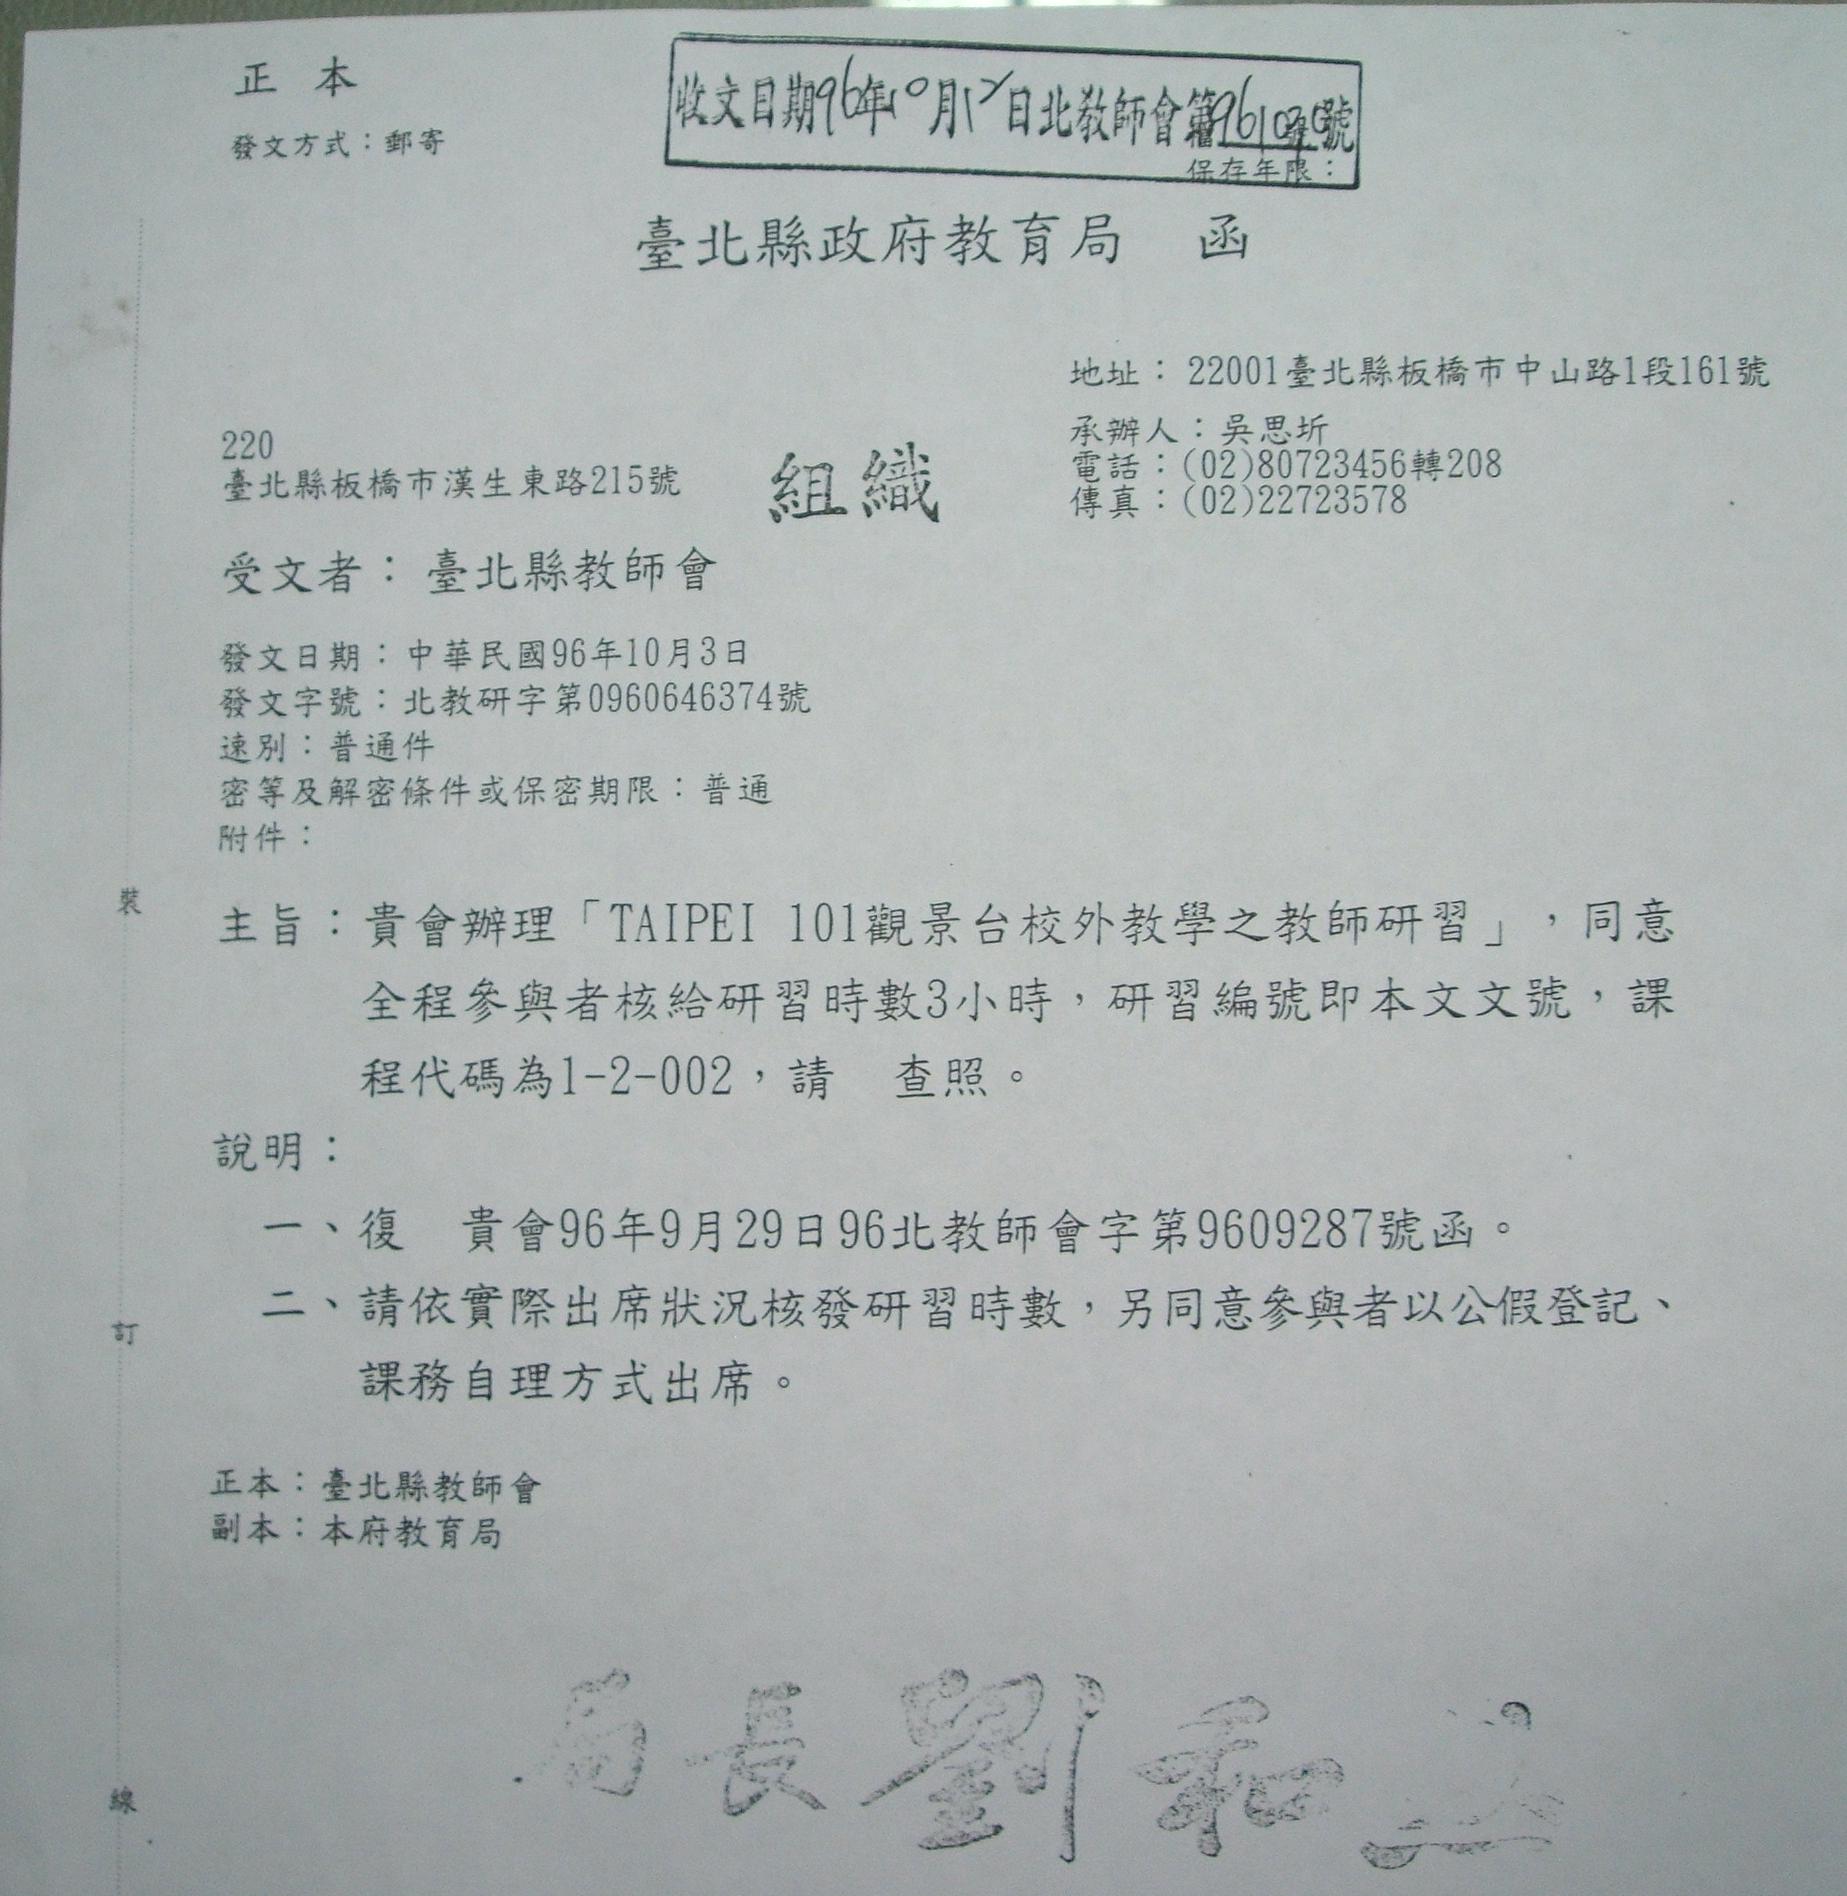 正本
收文日期96年10月12日北教師會第號
發文方式：郵寄
保存年限：
臺北縣政府教育局　函
地址：22001臺北縣板橋市中山路1段161號
承辦人：吳思圻
電話：(02)80723456轉208
傳真：(02)22723578
220
臺北縣板橋市漢生東路215號
組織
受文者：臺北縣教師會
發文日期：中華民國96年10月3日
發文字號：北教研字第0960646374號
速別：普通件
密等及解密條件或保密期限：普通
附件：
主旨：貴會辦理「TAIPEI 101觀景台校外教學之教師研習」，同意
全程參與者核給研習時數3小時，研習編號即本文文號，課
程代碼為1-2-002，請　查照。
說明：
一、復　貴會96年9月29日96北教師會字第9609287號函。
二、請依實際出席狀況核發研習時數，另同意參與者以公假登記、
課務自理方式出席。
正本：臺北縣教師會
副本：本府教育局
局長劉和
裝
訂
線